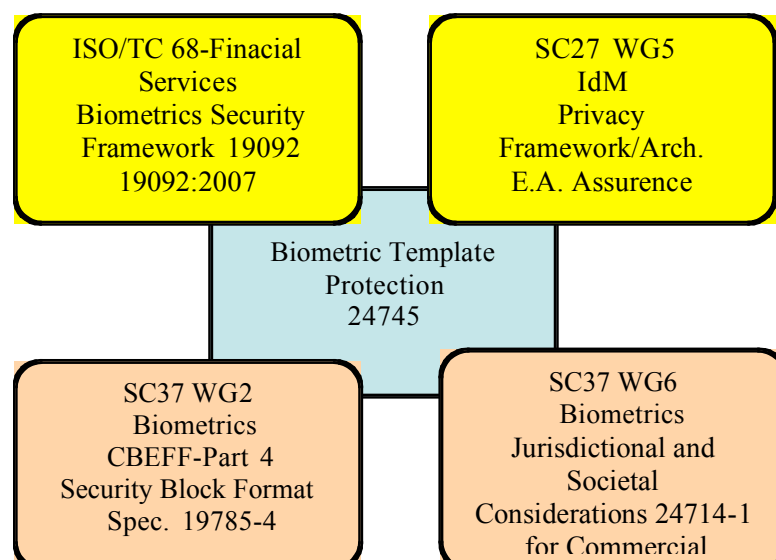 ISO/TC 68-Finacial
Services
Biometrics Security
Framework 19092
19092:2007
SC27 WG5
IdM
Privacy
Framework/Arch.
E.A. Assurence
Biometric Template
Protection
24745
SC37 WG2
Biometrics
CBEFF-Part 4
Security Block Format
Spec. 19785-4
SC37 WG6
Biometrics
Jurisdictional and
Societal
Considerations 24714-1
for Commercial